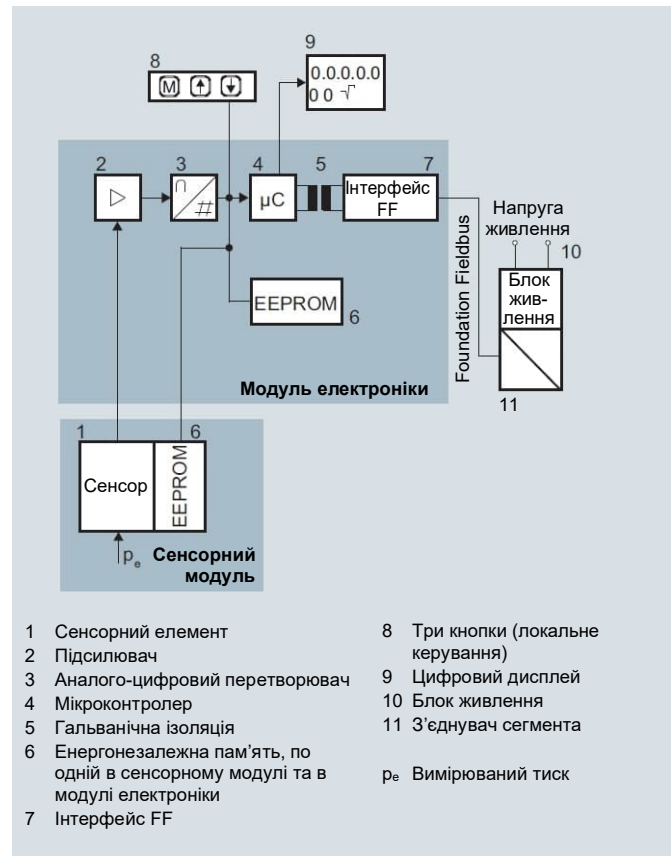 8
9
M
0.0.0.0.0
0 0 √
2
3
4
5
7
∩
#
µC
Інтерфейс
FF
Напруга
живлення
10
Блок
жив-
лення
Foundation Fieldbus
11
EEPROM
6
Модуль електроніки
1
6
Сенсор
EEPROM
pe
Сенсорний
модуль
1 Сенсорний елемент
2 Підсилювач
3 Аналого-цифровий перетворювач
4 Мікроконтролер
5 Гальванічна ізоляція
6 Енергонезалежна пам’ять, по
одній в сенсорному модулі та в
модулі електроніки
7 Інтерфейс FF
8 Три кнопки (локальне
керування)
9 Цифровий дисплей
10 Блок живлення
11 З’єднувач сегмента
pe Вимірюваний тиск